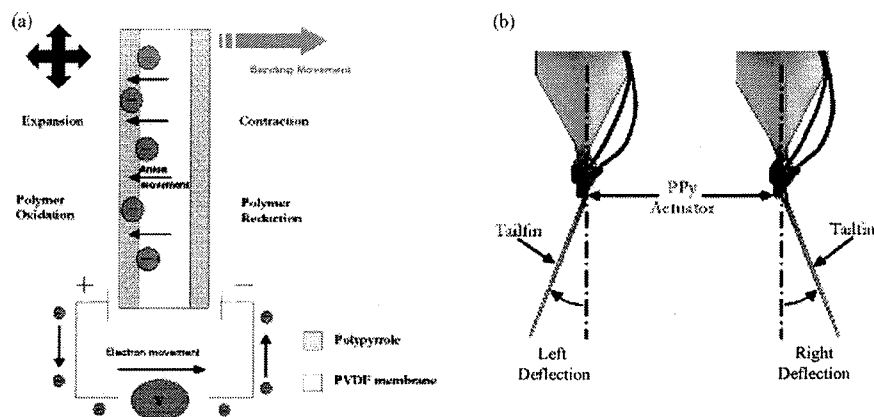 (a)
Bending Movement
Expansion
Contraction
Anion
movement
Polymer
Oxidation
Polymer
Reduction
+
−
Electron movement
V
Polypyrrole
PVDF membrane
(b)
PPy
Actuator
Tailfin
Tailfin
Left
Deflection
Right
Deflection